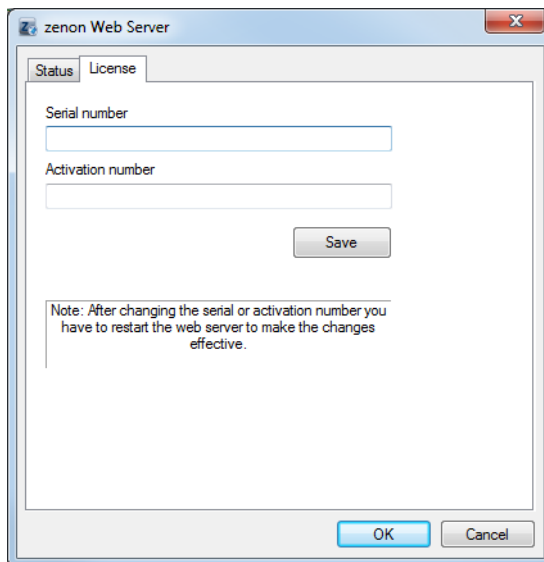 zenon Web Server
Status License
Serial number
Activation number
Save
Note: After changing the serial or activation number you
have to restart the web server to make the changes
effective.
OK Cancel